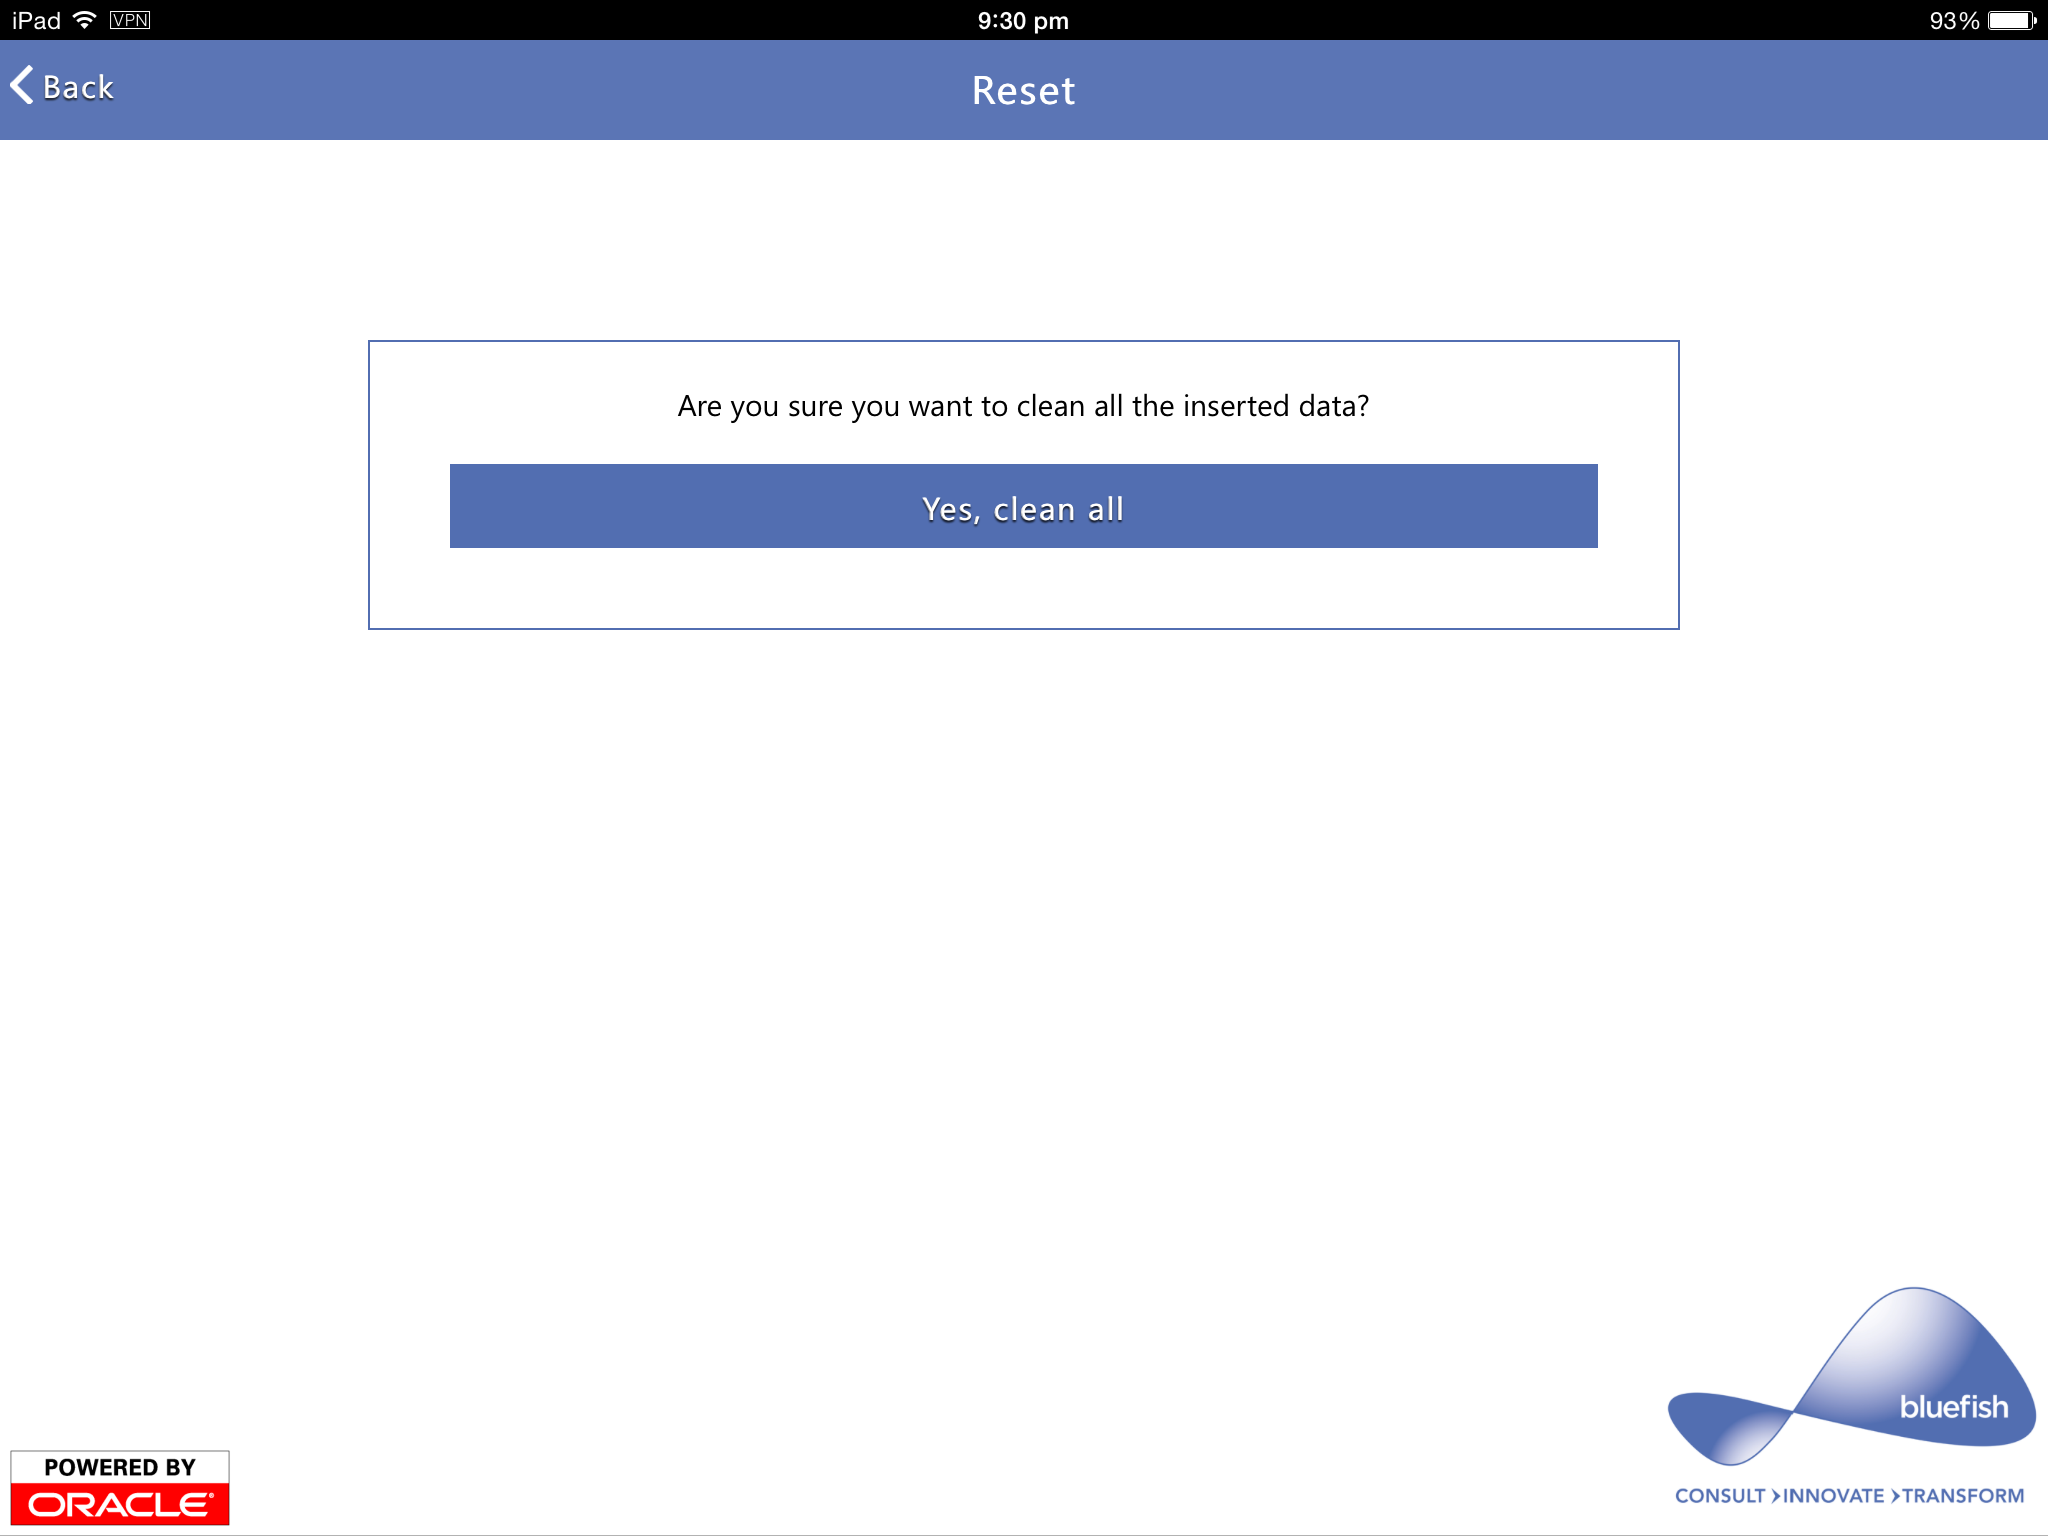 iPad VPN 9:30 pm 93%
Back Reset
Are you sure you want to clean all the inserted data?
Yes, clean all
bluefish
CONSULT >INNOVATE >TRANSFORM
POWERED BY
ORACLE®